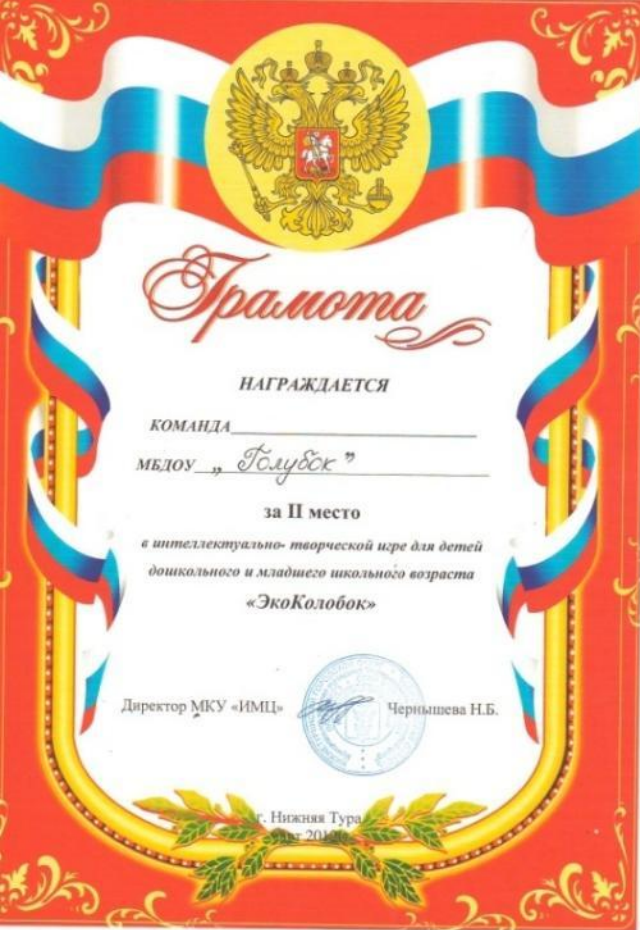 Грамота
НАГРАЖДАЕТСЯ
КОМАНДА
МБДОУ „ Голубок ”
за II место
в интеллектуально- творческой игре для детей
дошкольного и младшего школьного возраста
«ЭкоКолобок»
Директор МКУ «ИМЦ» Чернышева Н.Б.
г. Нижняя Тура